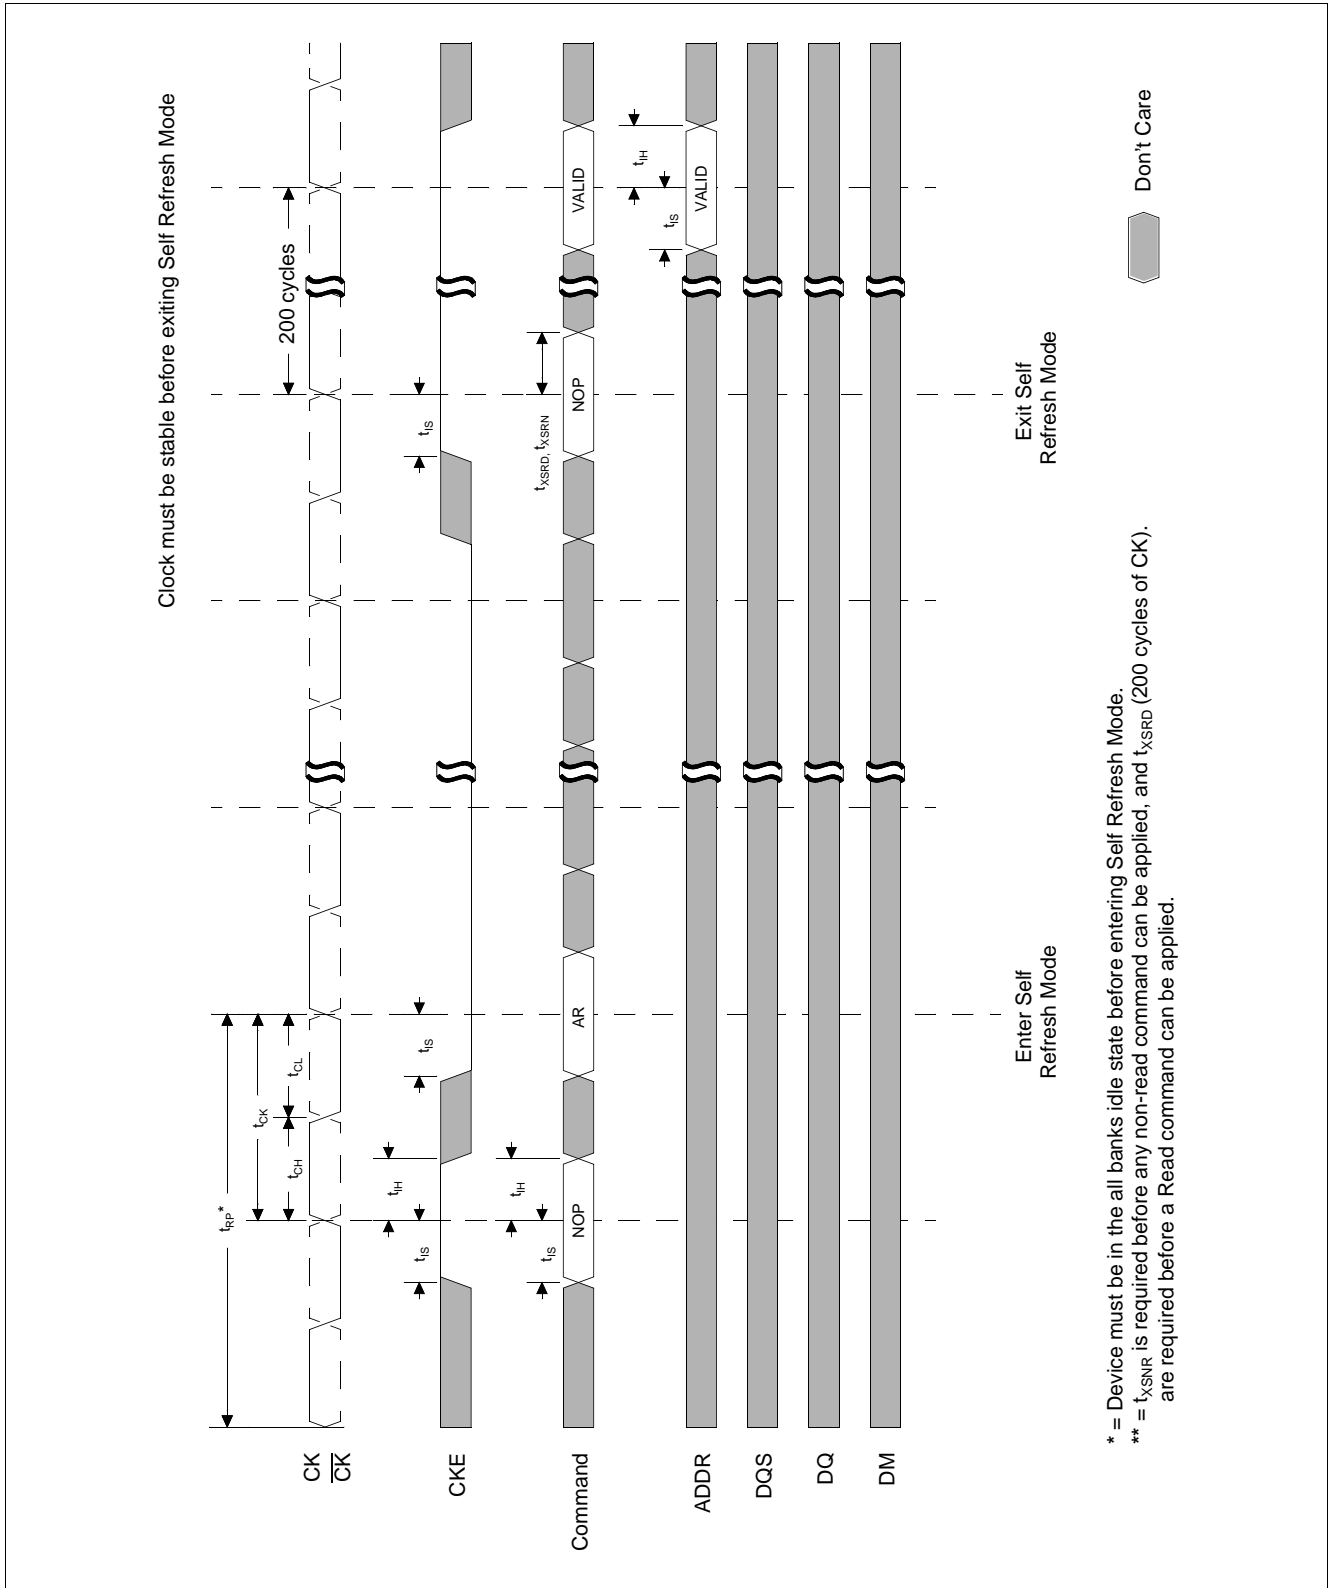 Clock must be stable before exiting Self Refresh Mode
tRP*
tCK
tCH
tCL
200 cycles
CK
CK
tIS
tIH
tIS
tIS
CKE
tIS
tIH
tXSRD, tXSRN
Command
NOP
AR
NOP
VALID
tIS
tIH
ADDR
VALID
DQS
DQ
DM
Enter Self
Refresh Mode
Exit Self
Refresh Mode
* = Device must be in the all banks idle state before entering Self Refresh Mode.
** = tXSNR is required before any non-read command can be applied, and tXSRD (200 cycles of CK).
are required before a Read command can be applied.
Don't Care